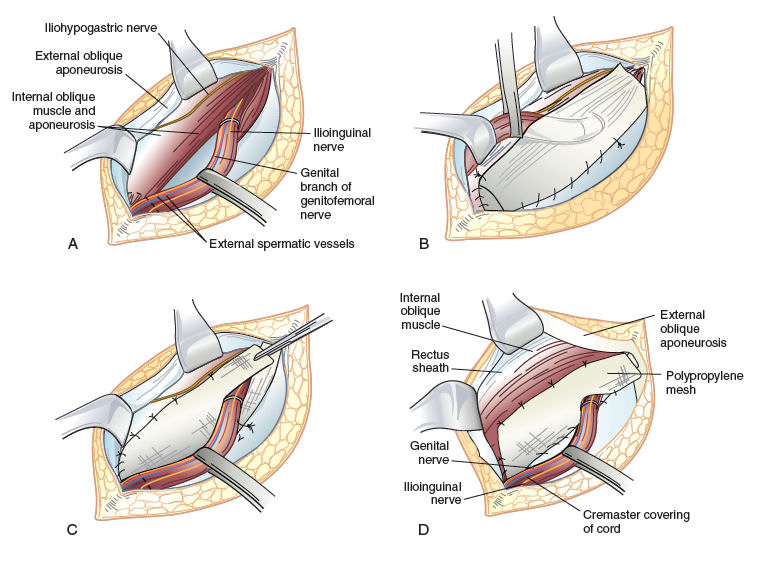 Iliohypogastric nerve
External oblique
aponeurosis
Internal oblique
muscle and
aponeurosis
Ilioinguinal
nerve
Genital
branch of
genitofemoral
nerve
External spermatic vessels
A
B
C
Internal
oblique
muscle
Rectus
sheath
External
oblique
aponeurosis
Polypropylene
mesh
Genital
nerve
Ilioinguinal
nerve
Cremaster covering
of cord
D